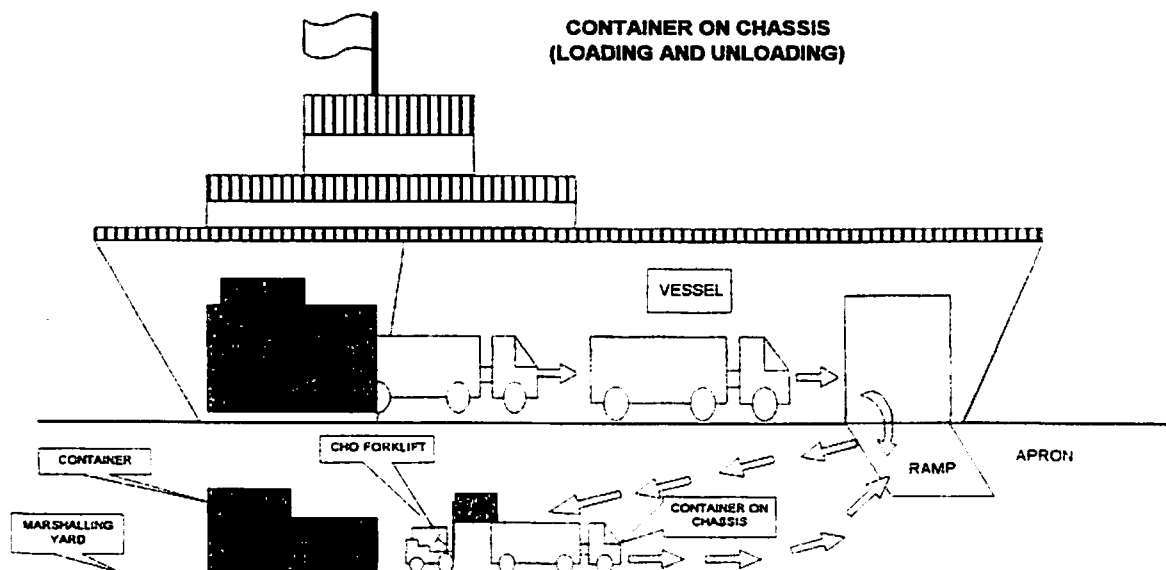 CONTAINER ON CHASSIS
(LOADING AND UNLOADING)
VESSEL
CHO FORKLIFT
CONTAINER
RAMP
APRON
CONTAINER ON
CHASSIS
MARSHALLING
YARD